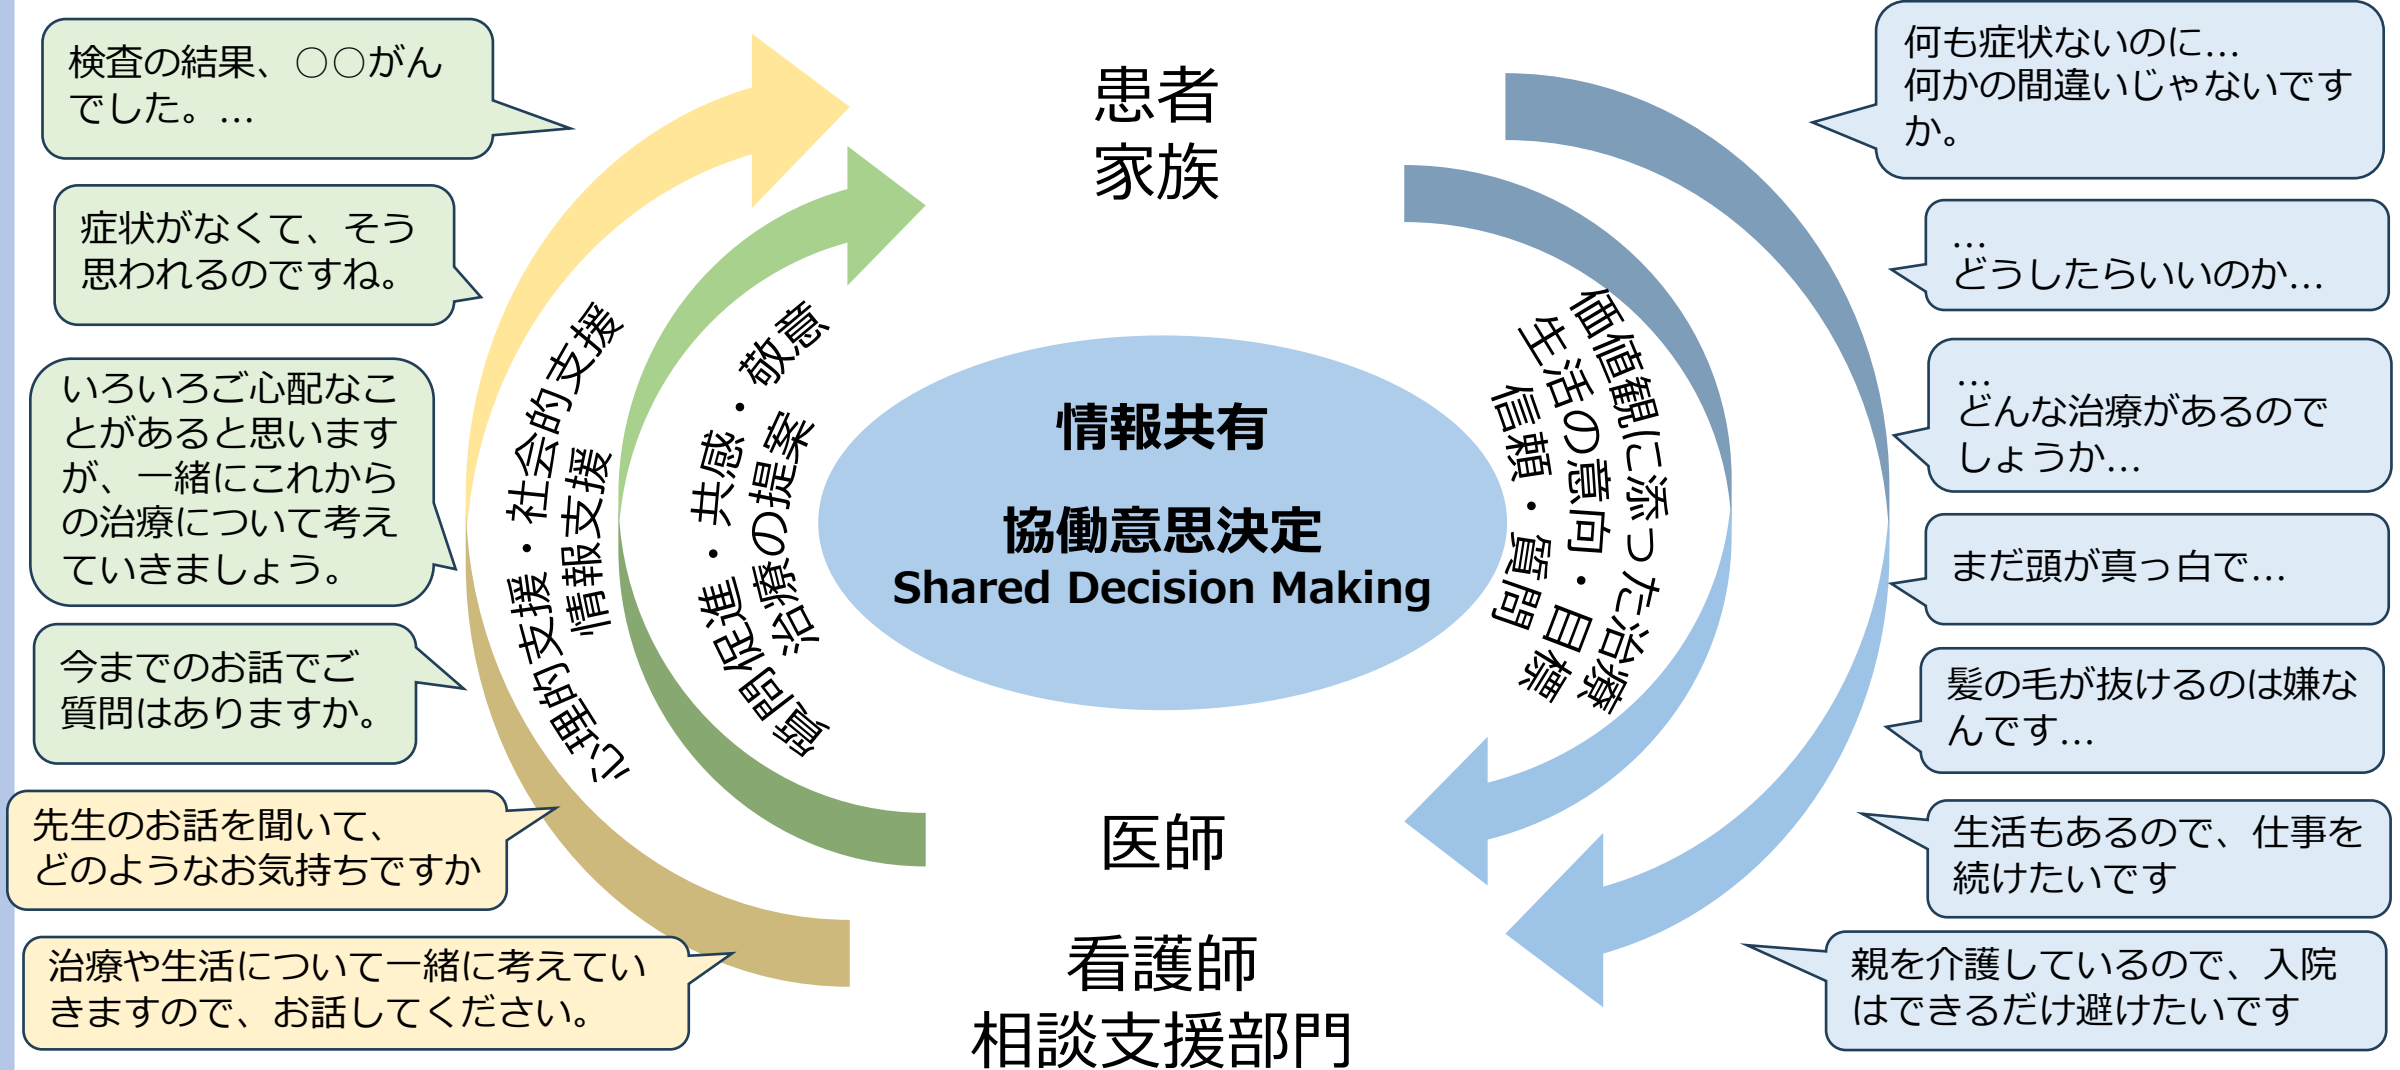 検査の結果、○○がん
でした。…
症状がなくて、そう
思われるのですね。
いろいろご心配なこ
とがあると思います
が、一緒にこれから
の治療について考え
ていきましょう。
今までのお話でご
質問はありますか。
先生のお話を聞いて、
どのようなお気持ちですか
治療や生活について一緒に考えてい
きますので、お話してください。
心理的支援・社会的支援
情報支援
質問促進・共感・敬意
治療の提案
患者
家族
情報共有
協働意思決定
Shared Decision Making
医師
看護師
相談支援部門
信頼・質問
生活の意向・目標
価値観に添った治療
何も症状ないのに…
何かの間違いじゃないです
か。
…
どうしたらいいのか…
…
どんな治療があるので
しょうか…
まだ頭が真っ白で…
髪の毛が抜けるのは嫌な
んです…
生活もあるので、仕事を
続けたいです
親を介護しているので、入院
はできるだけ避けたいです